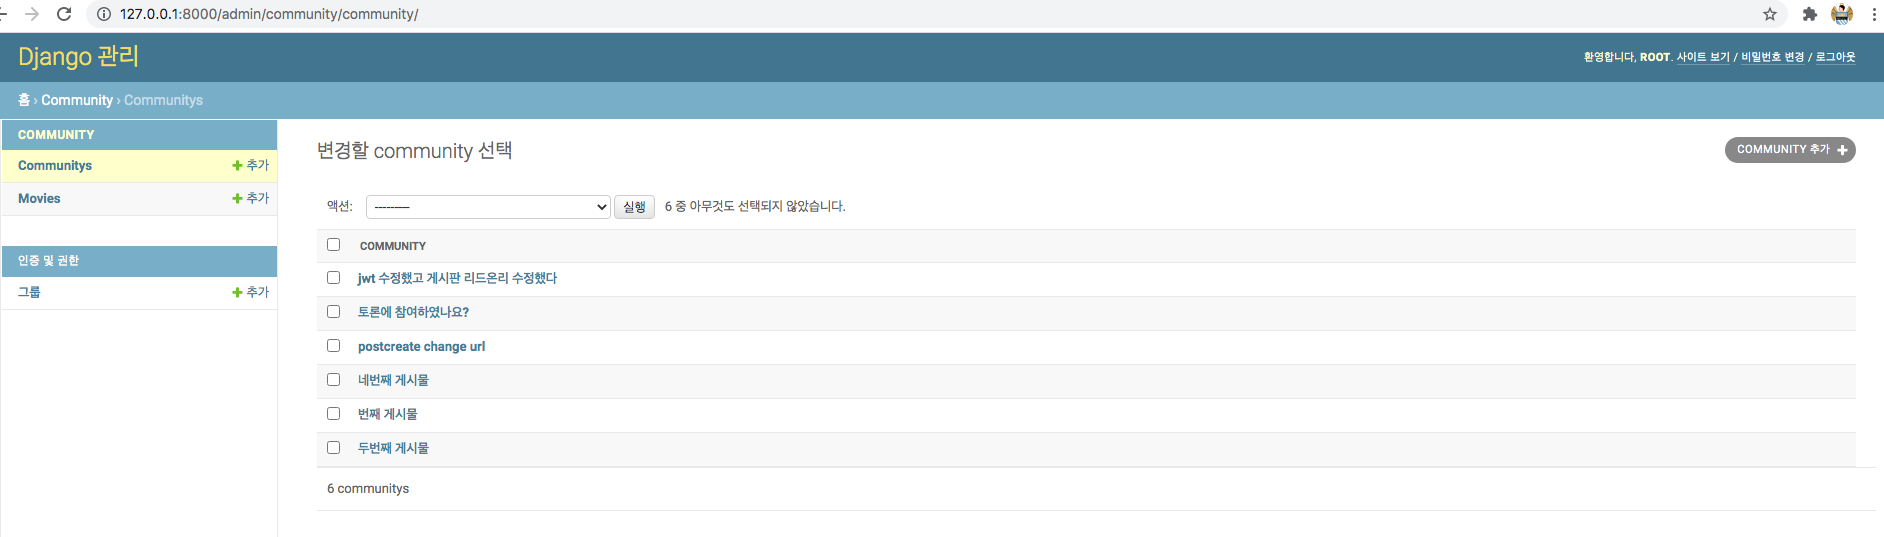 127.0.0.1:8000/admin/community/community/
Django 관리
환영합니다, ROOT. 사이트 보기 / 비밀번호 변경 / 로그아웃
홈 › Community › Communitys
COMMUNITY
Communitys + 추가
Movies + 추가
인증 및 권한
그룹 + 추가
변경할 community 선택
COMMUNITY 추가 +
액션: --------- 실행 6 중 아무것도 선택되지 않았습니다.
COMMUNITY
jwt 수정했고 게시판 리드온리 수정했다
토론에 참여하였나요?
postcreate change url
네번째 게시물
번째 게시물
두번째 게시물
6 communitys